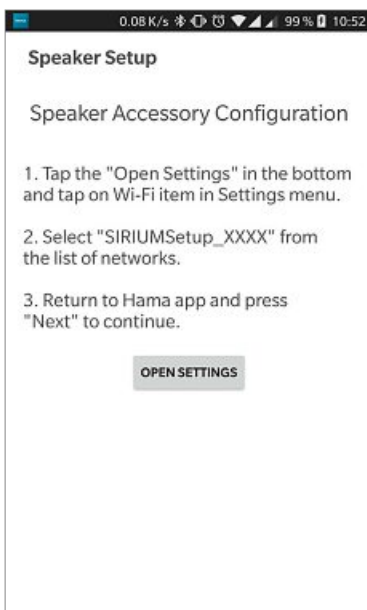 0.08 K/s 99 % 10:52
Speaker Setup
Speaker Accessory Configuration
1. Tap the "Open Settings" in the bottom
and tap on Wi-Fi item in Settings menu.
2. Select "SIRIUMSetup_XXXX" from
the list of networks.
3. Return to Hama app and press
"Next" to continue.
OPEN SETTINGS